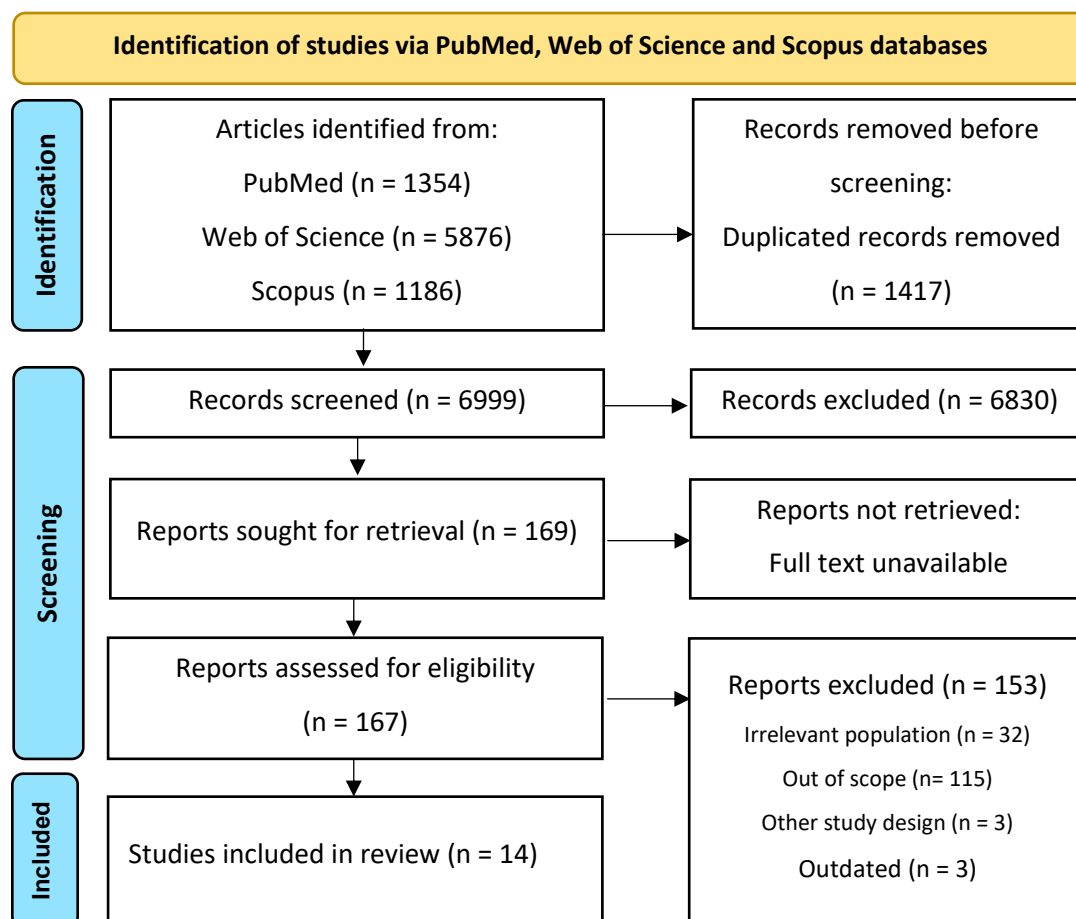 Identification of studies via PubMed, Web of Science and Scopus databases
Identification
Articles identified from:
PubMed (n = 1354)
Web of Science (n = 5876)
Scopus (n = 1186)
Records removed before
screening:
Duplicated records removed
(n = 1417)
Screening
Records screened (n = 6999)
Records excluded (n = 6830)
Reports sought for retrieval (n = 169)
Reports not retrieved:
Full text unavailable
Reports assessed for eligibility
(n = 167)
Reports excluded (n = 153)
Irrelevant population (n = 32)
Out of scope (n= 115)
Other study design (n = 3)
Outdated (n = 3)
Included
Studies included in review (n = 14)